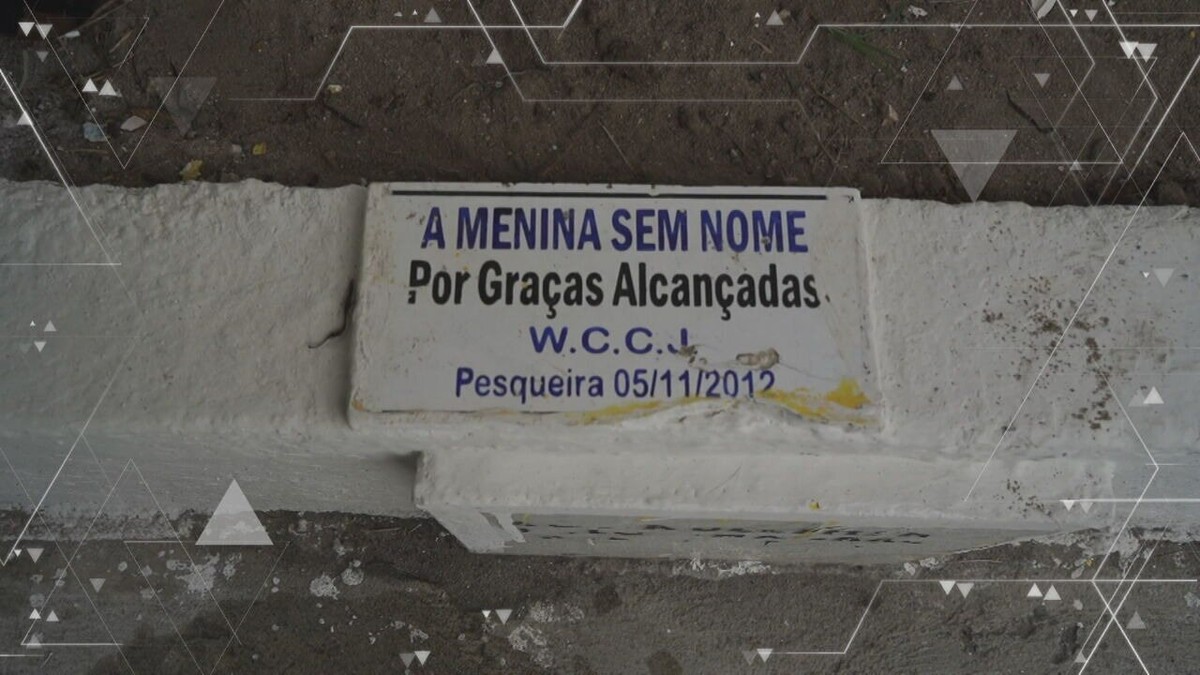 A MENINA SEM NOME
Por Graças Alcançadas
W.C.C.J
Pesqueira 05/11/2012